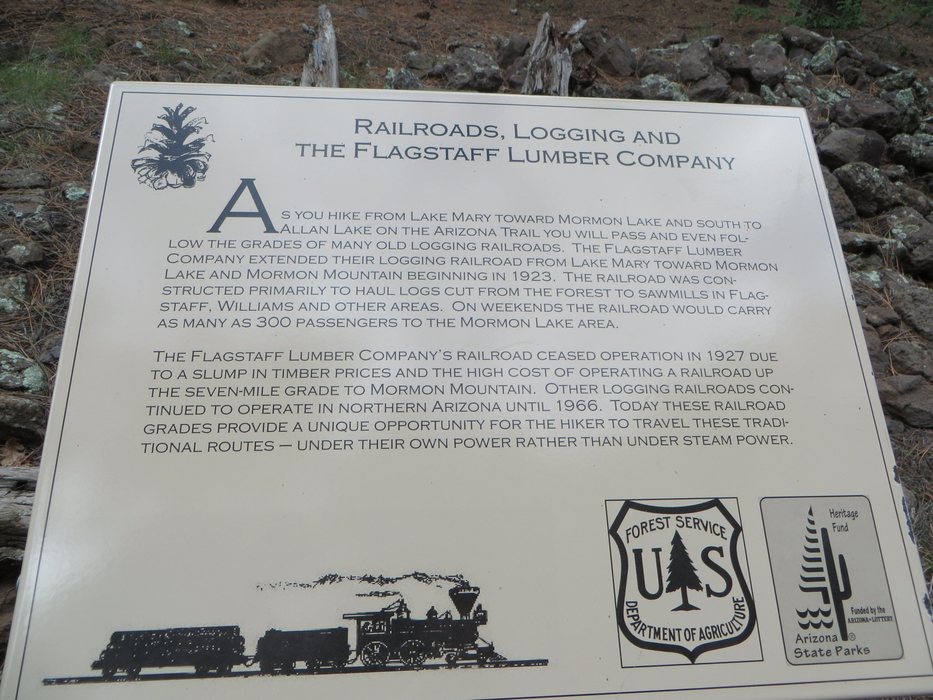 RAILROADS, LOGGING AND
THE FLAGSTAFF LUMBER COMPANY
AS YOU HIKE FROM LAKE MARY TOWARD MORMON LAKE AND SOUTH TO
ALLAN LAKE ON THE ARIZONA TRAIL YOU WILL PASS AND EVEN FOL-
LOW THE GRADES OF MANY OLD LOGGING RAILROADS. THE FLAGSTAFF LUMBER
COMPANY EXTENDED THEIR LOGGING RAILROAD FROM LAKE MARY TOWARD MORMON
LAKE AND MORMON MOUNTAIN BEGINNING IN 1923. THE RAILROAD WAS CON-
STRUCTED PRIMARILY TO HAUL LOGS CUT FROM THE FOREST TO SAWMILLS IN FLAG-
STAFF, WILLIAMS AND OTHER AREAS. ON WEEKENDS THE RAILROAD WOULD CARRY
AS MANY AS 300 PASSENGERS TO THE MORMON LAKE AREA.
THE FLAGSTAFF LUMBER COMPANY'S RAILROAD CEASED OPERATION IN 1927 DUE
TO A SLUMP IN TIMBER PRICES AND THE HIGH COST OF OPERATING A RAILROAD UP
THE SEVEN-MILE GRADE TO MORMON MOUNTAIN. OTHER LOGGING RAILROADS CON-
TINUED TO OPERATE IN NORTHERN ARIZONA UNTIL 1966. TODAY THESE RAILROAD
GRADES PROVIDE A UNIQUE OPPORTUNITY FOR THE HIKER TO TRAVEL THESE TRADI-
TIONAL ROUTES — UNDER THEIR OWN POWER RATHER THAN UNDER STEAM POWER.
FOREST SERVICE
U S
DEPARTMENT OF AGRICULTURE
Heritage
Fund
Funded by the
ARIZONA LOTTERY
Arizona ®
State Parks